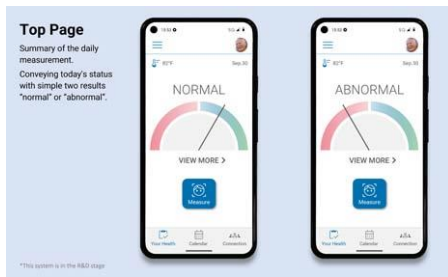 Top Page
Summary of the daily
measurement.
Conveying today's status
with simple two results
"normal" or "abnormal".
*This system is in the R&D stage
82°F
Sep.30
NORMAL
VIEW MORE >
Measure
Your Health
Calendar
Connection
82°F
Sep.30
ABNORMAL
VIEW MORE >
Measure
Your Health
Calendar
Connection